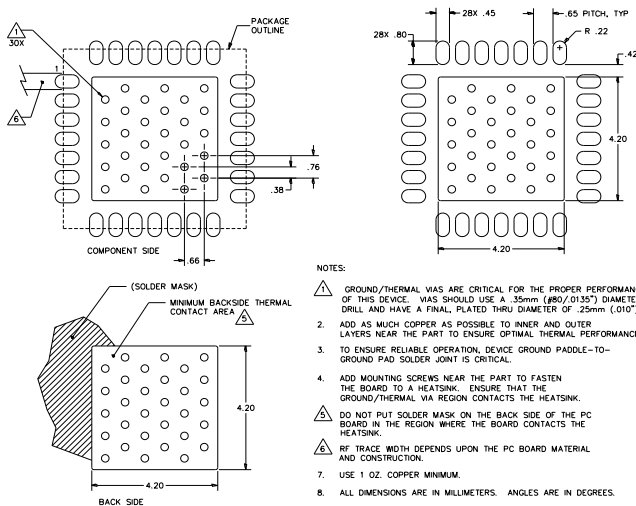 PACKAGE
OUTLINE
1
30X
1
6
.76
.38
.66
COMPONENT SIDE
28X .45
.65 PITCH, TYP
28X .80
R .22
.42
4.20
4.20
(SOLDER MASK)
MINIMUM BACKSIDE THERMAL
CONTACT AREA 5
4.20
4.20
BACK SIDE
NOTES:
1 GROUND/THERMAL VIAS ARE CRITICAL FOR THE PROPER PERFORMAN
OF THIS DEVICE. VIAS SHOULD USE A .35mm (#80/.0135") DIAMETE
DRILL AND HAVE A FINAL, PLATED THRU DIAMETER OF .25mm (.010"
2. ADD AS MUCH COPPER AS POSSIBLE TO INNER AND OUTER
LAYERS NEAR THE PART TO ENSURE OPTIMAL THERMAL PERFORMANC
3. TO ENSURE RELIABLE OPERATION, DEVICE GROUND PADDLE-TO-
GROUND PAD SOLDER JOINT IS CRITICAL.
4. ADD MOUNTING SCREWS NEAR THE PART TO FASTEN
THE BOARD TO A HEATSINK. ENSURE THAT THE
GROUND/THERMAL VIA REGION CONTACTS THE HEATSINK.
5 DO NOT PUT SOLDER MASK ON THE BACK SIDE OF THE PC
BOARD IN THE REGION WHERE THE BOARD CONTACTS THE
HEATSINK.
6 RF TRACE WIDTH DEPENDS UPON THE PC BOARD MATERIAL
AND CONSTRUCTION.
7. USE 1 OZ. COPPER MINIMUM.
8. ALL DIMENSIONS ARE IN MILLIMETERS. ANGLES ARE IN DEGREES.